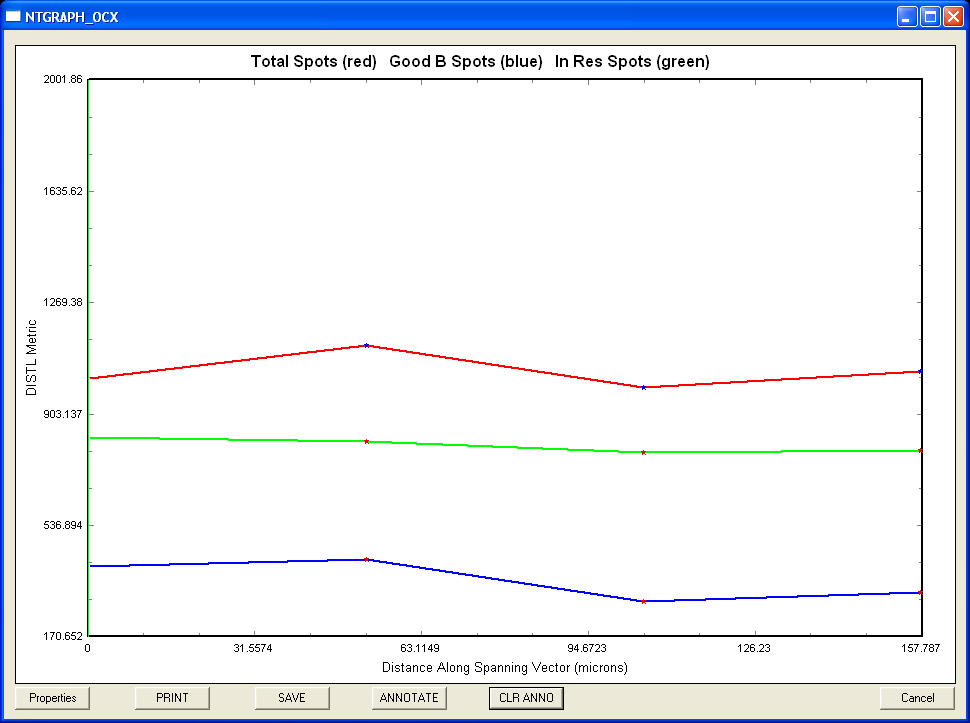 NTGRAPH_OCX
Total Spots (red) Good B Spots (blue) In Res Spots (green)
2001.86
1635.62
1269.38
903.137
536.894
170.652
DISTL Metric
0 31.5574 63.1149 94.6723 126.23 157.787
Distance Along Spanning Vector (microns)
Properties PRINT SAVE ANNOTATE CLR ANNO Cancel